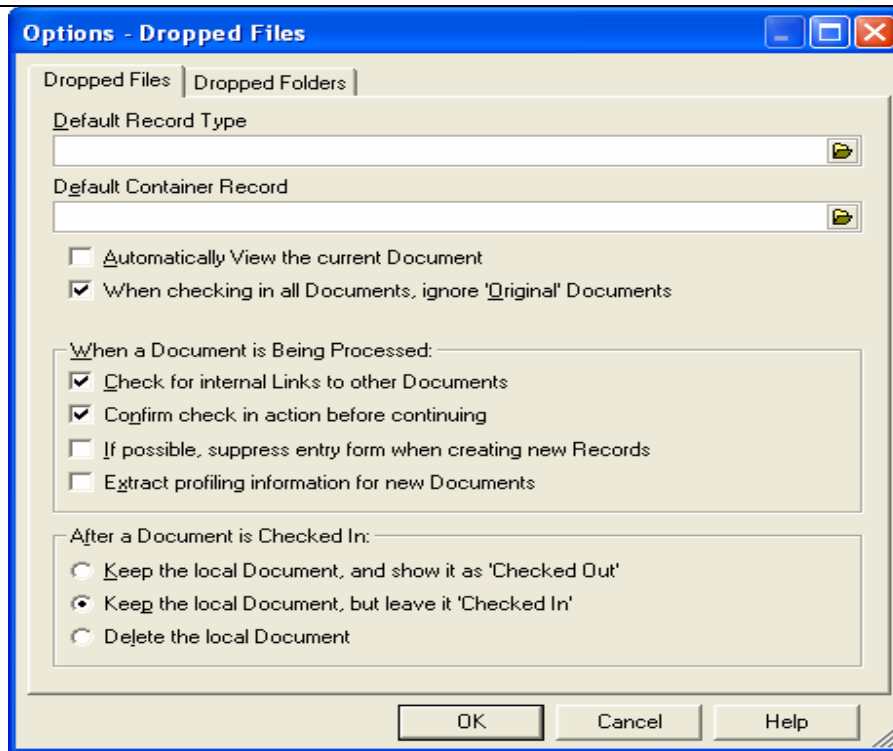 Options - Dropped Files
Dropped Files Dropped Folders
Default Record Type
Default Container Record
Automatically View the current Document
When checking in all Documents, ignore 'Original' Documents
When a Document is Being Processed:
Check for internal Links to other Documents
Confirm check in action before continuing
If possible, suppress entry form when creating new Records
Extract profiling information for new Documents
After a Document is Checked In:
Keep the local Document, and show it as 'Checked Out'
Keep the local Document, but leave it 'Checked In'
Delete the local Document
OK Cancel Help